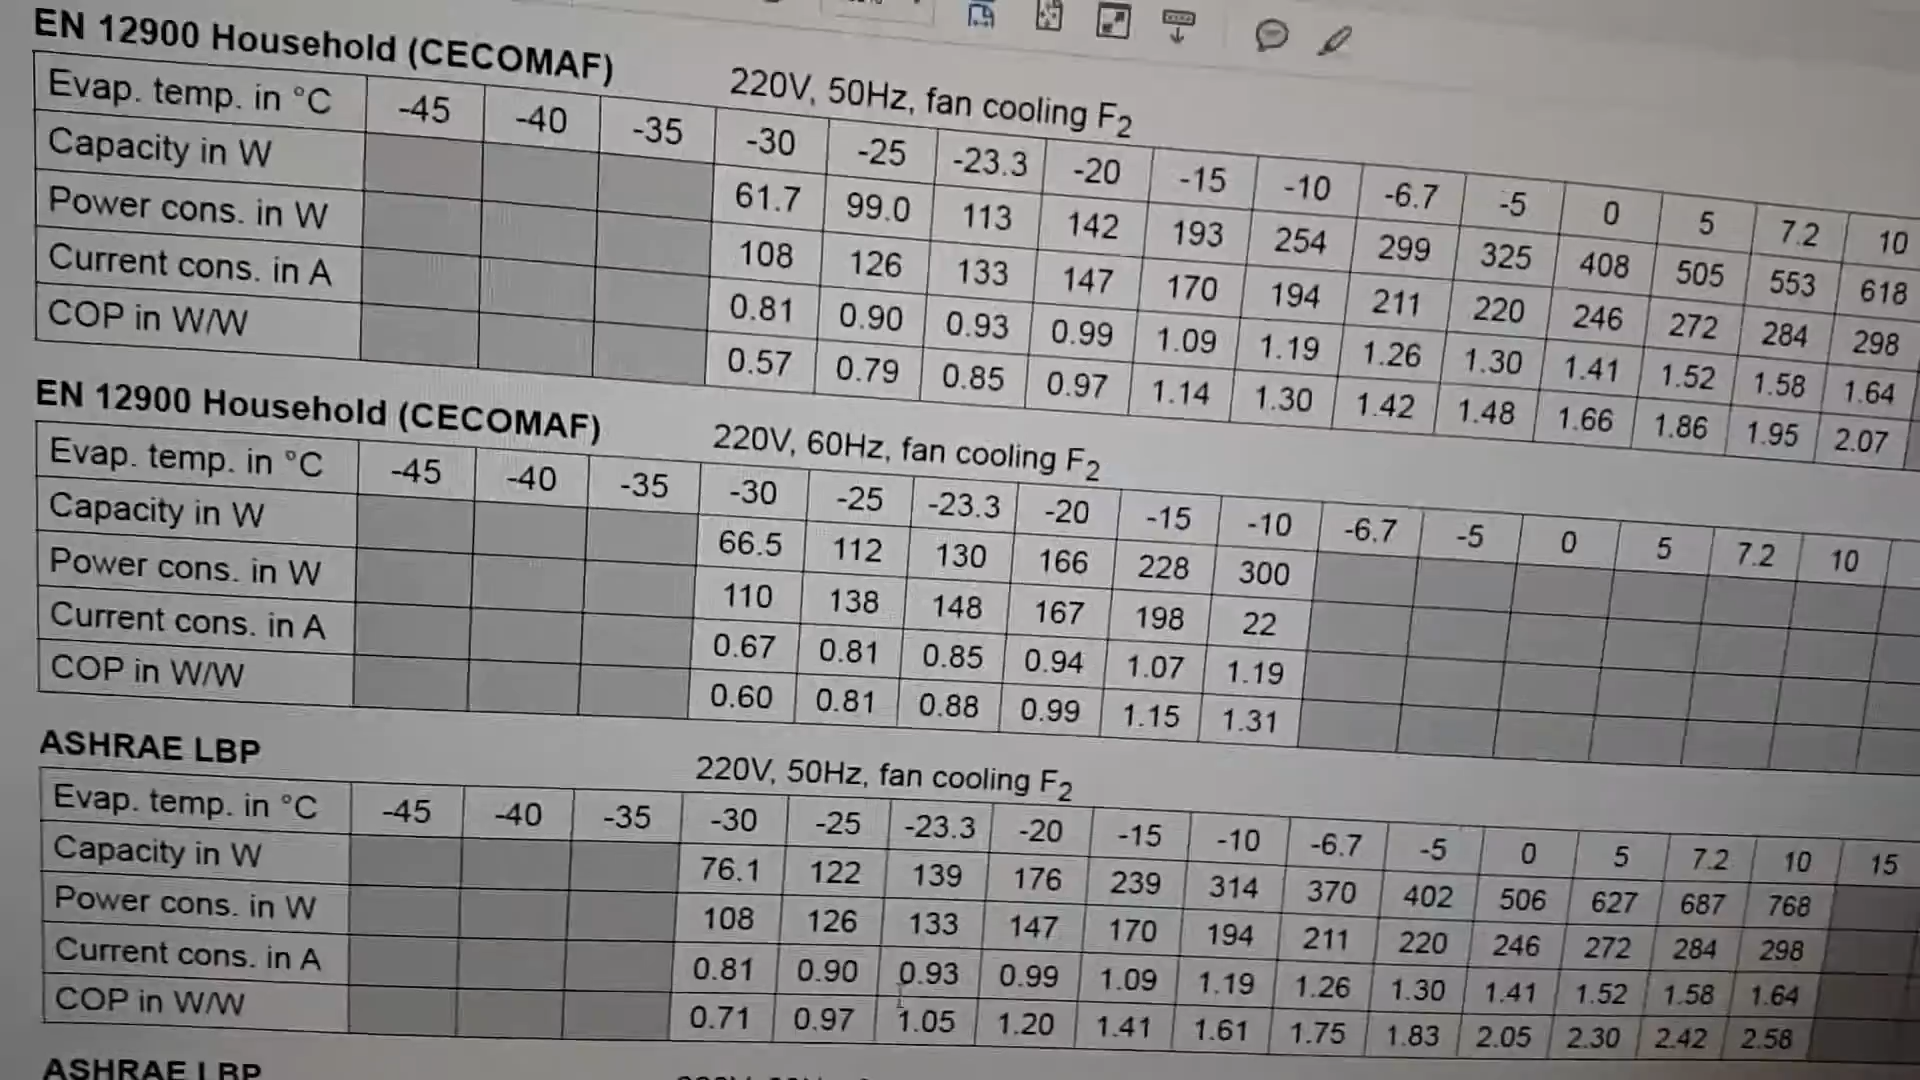 EN 12900 Household (CECOMAF) 220V, 50Hz, fan cooling F2
Evap. temp. in °C -45 -40 -35 -30 -25 -23.3 -20 -15 -10 -6.7 -5 0 5 7.2 10
Capacity in W 61.7 99.0 113 142 193 254 299 325 408 505 553 618
Power cons. in W 108 126 133 147 170 194 211 220 246 272 284 298
Current cons. in A 0.81 0.90 0.93 0.99 1.09 1.19 1.26 1.30 1.41 1.52 1.58 1.64
COP in W/W 0.57 0.79 0.85 0.97 1.14 1.30 1.42 1.48 1.66 1.86 1.95 2.07
EN 12900 Household (CECOMAF) 220V, 60Hz, fan cooling F2
Evap. temp. in °C -45 -40 -35 -30 -25 -23.3 -20 -15 -10 -6.7 -5 0 5 7.2 10
Capacity in W 66.5 112 130 166 228 300
Power cons. in W 110 138 148 167 198 22
Current cons. in A 0.67 0.81 0.85 0.94 1.07 1.19
COP in W/W 0.60 0.81 0.88 0.99 1.15 1.31
ASHRAE LBP 220V, 50Hz, fan cooling F2
Evap. temp. in °C -45 -40 -35 -30 -25 -23.3 -20 -15 -10 -6.7 -5 0 5 7.2 10 15
Capacity in W 76.1 122 139 176 239 314 370 402 506 627 687 768
Power cons. in W 108 126 133 147 170 194 211 220 246 272 284 298
Current cons. in A 0.81 0.90 0.93 0.99 1.09 1.19 1.26 1.30 1.41 1.52 1.58 1.64
COP in W/W 0.71 0.97 1.05 1.20 1.41 1.61 1.75 1.83 2.05 2.30 2.42 2.58
ASHRAE LBP